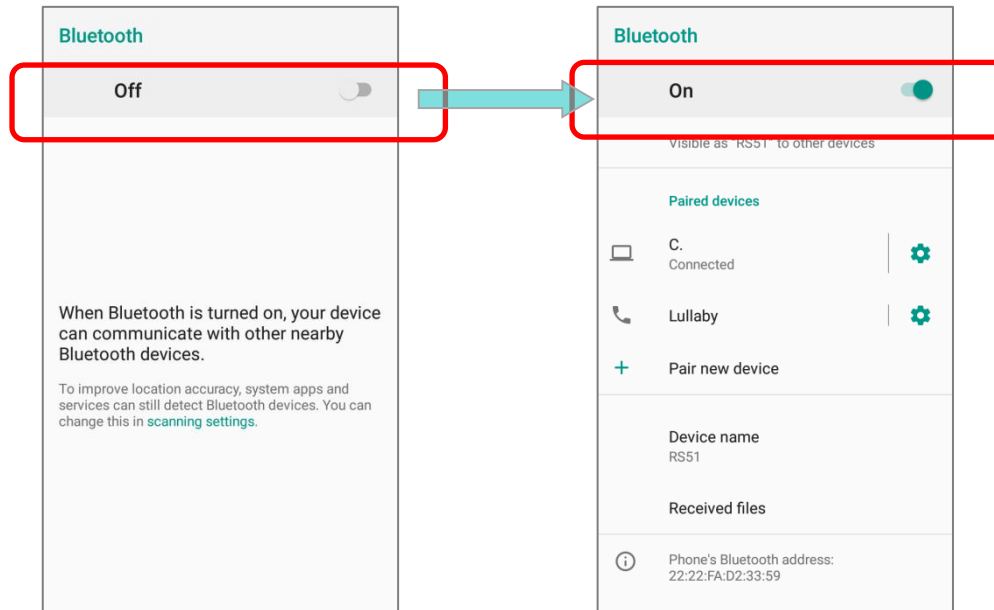 Bluetooth
Off
When Bluetooth is turned on, your device
can communicate with other nearby
Bluetooth devices.
To improve location accuracy, system apps and
services can still detect Bluetooth devices. You can
change this in scanning settings.
Bluetooth
On
Visible as "RS51" to other devices
Paired devices
C.
Connected
Lullaby
Pair new device
Device name
RS51
Received files
Phone's Bluetooth address:
22:22:FA:D2:33:59